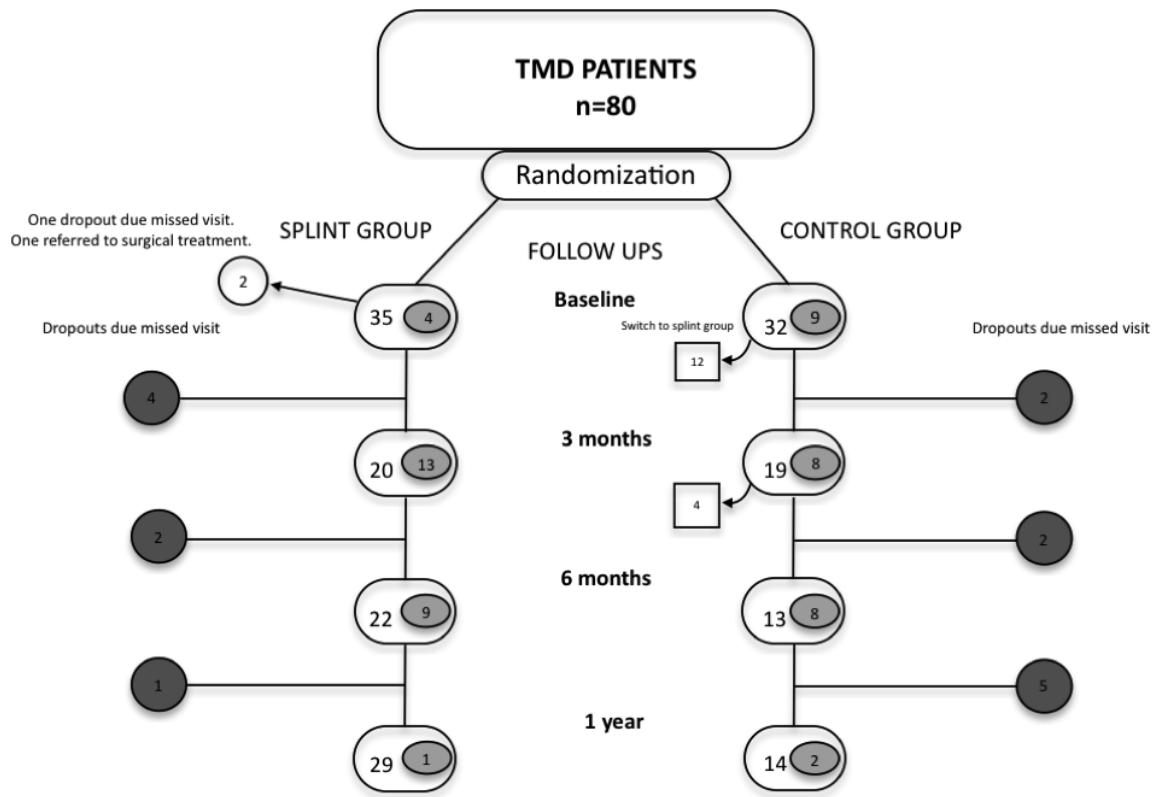 TMD PATIENTS
n=80
Randomization
One dropout due missed visit.
One referred to surgical treatment.
SPLINT GROUP
CONTROL GROUP
FOLLOW UPS
2
Baseline
35
4
32
9
Switch to splint group
12
Dropouts due missed visit
Dropouts due missed visit
4
2
3 months
20
13
19
8
4
2
2
6 months
22
9
13
8
1
5
1 year
29
1
14
2